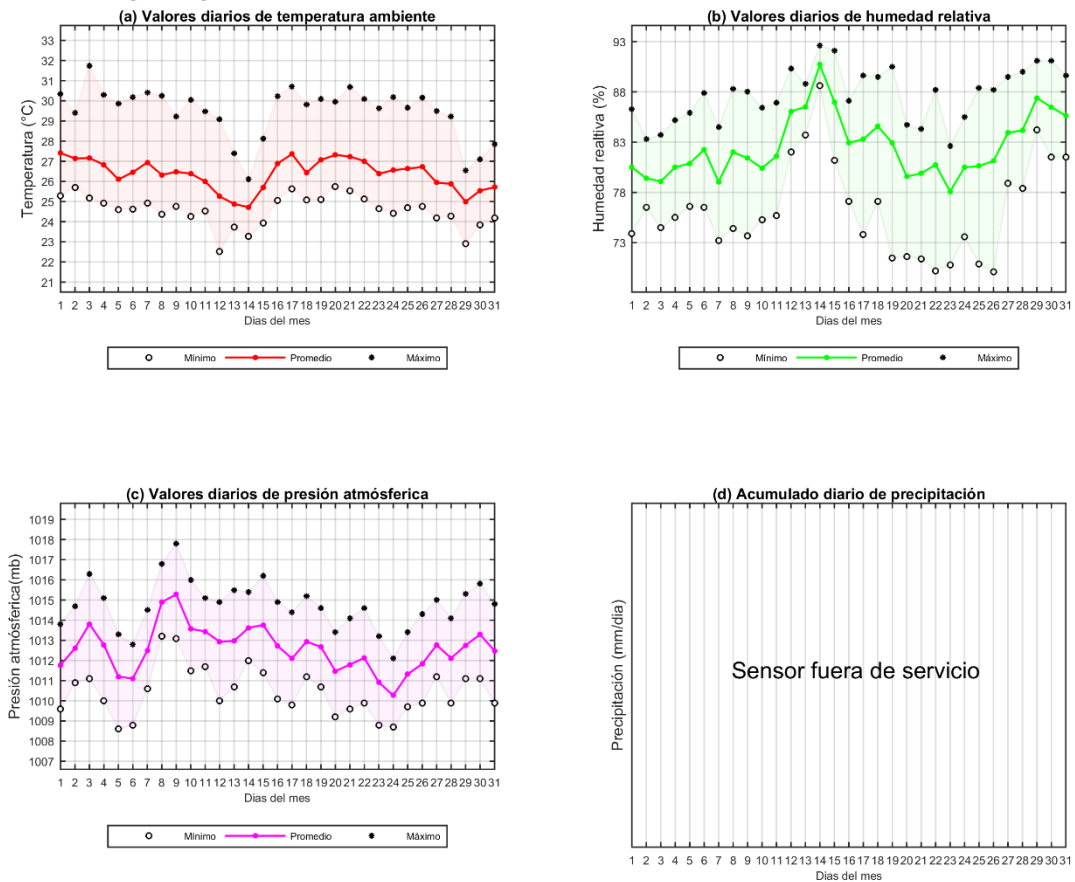 (a) Valores diarios de temperatura ambiente
33
32
31
30
29
28
27
26
25
24
23
22
21
Temperatura (°C)
1 2 3 4 5 6 7 8 9 10 11 12 13 14 15 16 17 18 19 20 21 22 23 24 25 26 27 28 29 30 31
Dias del mes
Mínimo Promedio Máximo
(b) Valores diarios de humedad relativa
93
88
83
78
73
Humedad realtiva (%)
1 2 3 4 5 6 7 8 9 10 11 12 13 14 15 16 17 18 19 20 21 22 23 24 25 26 27 28 29 30 31
Dias del mes
Mínimo Promedio Máximo
(c) Valores diarios de presión atmósferica
1019
1018
1017
1016
1015
1014
1013
1012
1011
1010
1009
1008
1007
Presión atmósferica(mb)
1 2 3 4 5 6 7 8 9 10 11 12 13 14 15 16 17 18 19 20 21 22 23 24 25 26 27 28 29 30 31
Dias del mes
Mínimo Promedio Máximo
(d) Acumulado diario de precipitación
Precipitación (mm/dia)
Sensor fuera de servicio
1 2 3 4 5 6 7 8 9 10 11 12 13 14 15 16 17 18 19 20 21 22 23 24 25 26 27 28 29 30 31
Dias del mes